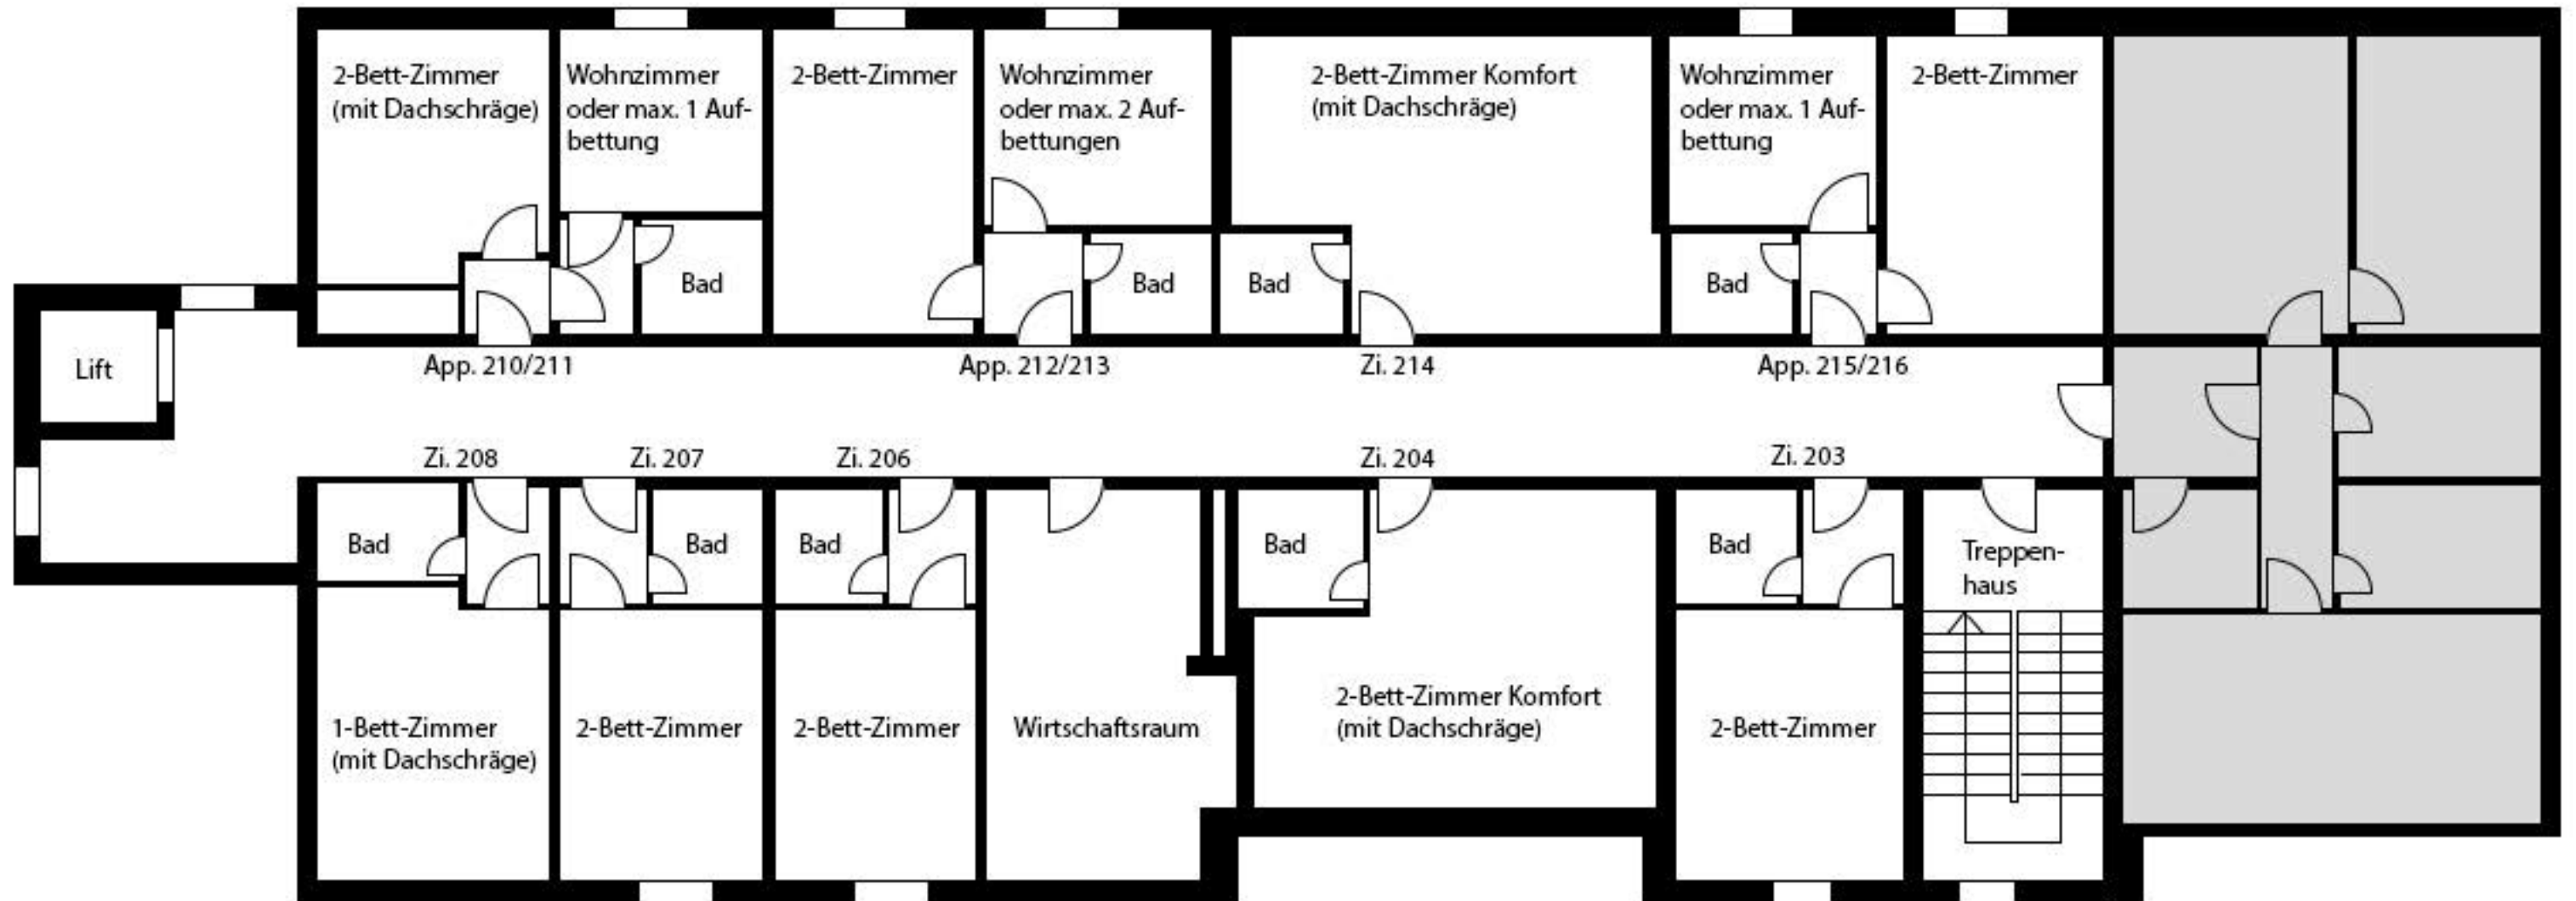 2-Bett-Zimmer
(mit Dachschräge)
Wohnzimmer
oder max. 1 Auf-
bettung
2-Bett-Zimmer
Wohnzimmer
oder max. 2 Auf-
bettungen
2-Bett-Zimmer Komfort
(mit Dachschräge)
Wohnzimmer
oder max. 1 Auf-
bettung
2-Bett-Zimmer
Bad
Bad
Bad
Bad
Lift
App. 210/211
App. 212/213
Zi. 214
App. 215/216
Zi. 208
Zi. 207
Zi. 206
Zi. 204
Zi. 203
Bad
Bad
Bad
Bad
Bad
Treppen-
haus
1-Bett-Zimmer
(mit Dachschräge)
2-Bett-Zimmer
2-Bett-Zimmer
Wirtschaftsraum
2-Bett-Zimmer Komfort
(mit Dachschräge)
2-Bett-Zimmer